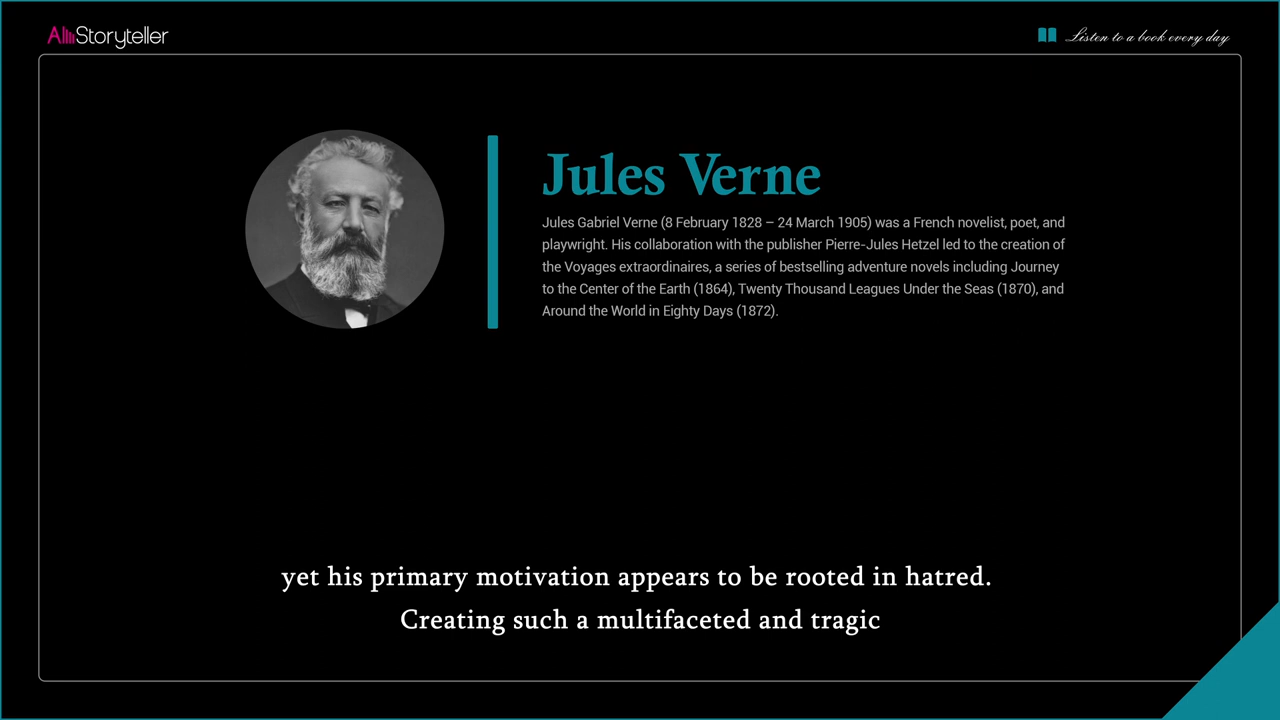 AllStoryteller
Listen to a book every day
Jules Verne
Jules Gabriel Verne (8 February 1828 – 24 March 1905) was a French novelist, poet, and
playwright. His collaboration with the publisher Pierre-Jules Hetzel led to the creation of
the Voyages extraordinaires, a series of bestselling adventure novels including Journey
to the Center of the Earth (1864), Twenty Thousand Leagues Under the Seas (1870), and
Around the World in Eighty Days (1872).
yet his primary motivation appears to be rooted in hatred.
Creating such a multifaceted and tragic